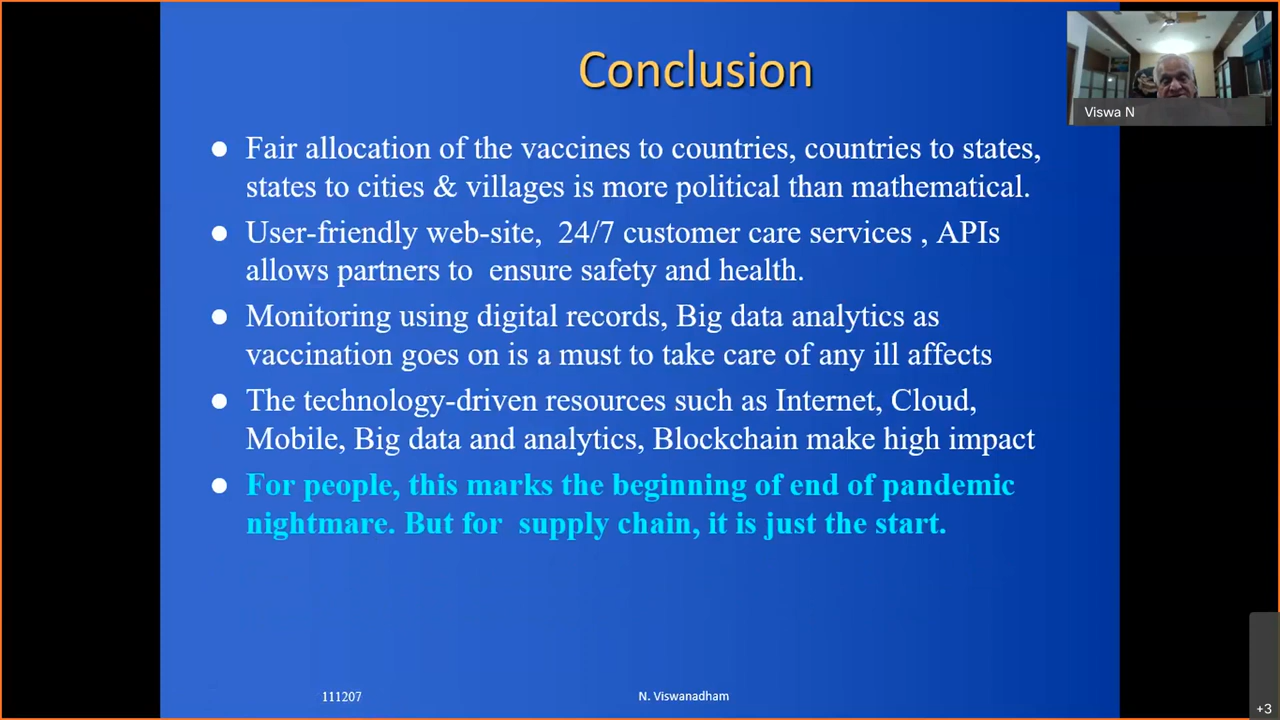 Conclusion
Viswa N
● Fair allocation of the vaccines to countries, countries to states,
states to cities & villages is more political than mathematical.
● User-friendly web-site,  24/7 customer care services , APIs
allows partners to  ensure safety and health.
● Monitoring using digital records, Big data analytics as
vaccination goes on is a must to take care of any ill affects
● The technology-driven resources such as Internet, Cloud,
Mobile, Big data and analytics, Blockchain make high impact
● For people, this marks the beginning of end of pandemic
nightmare. But for  supply chain, it is just the start.
111207
N. Viswanadham
+3